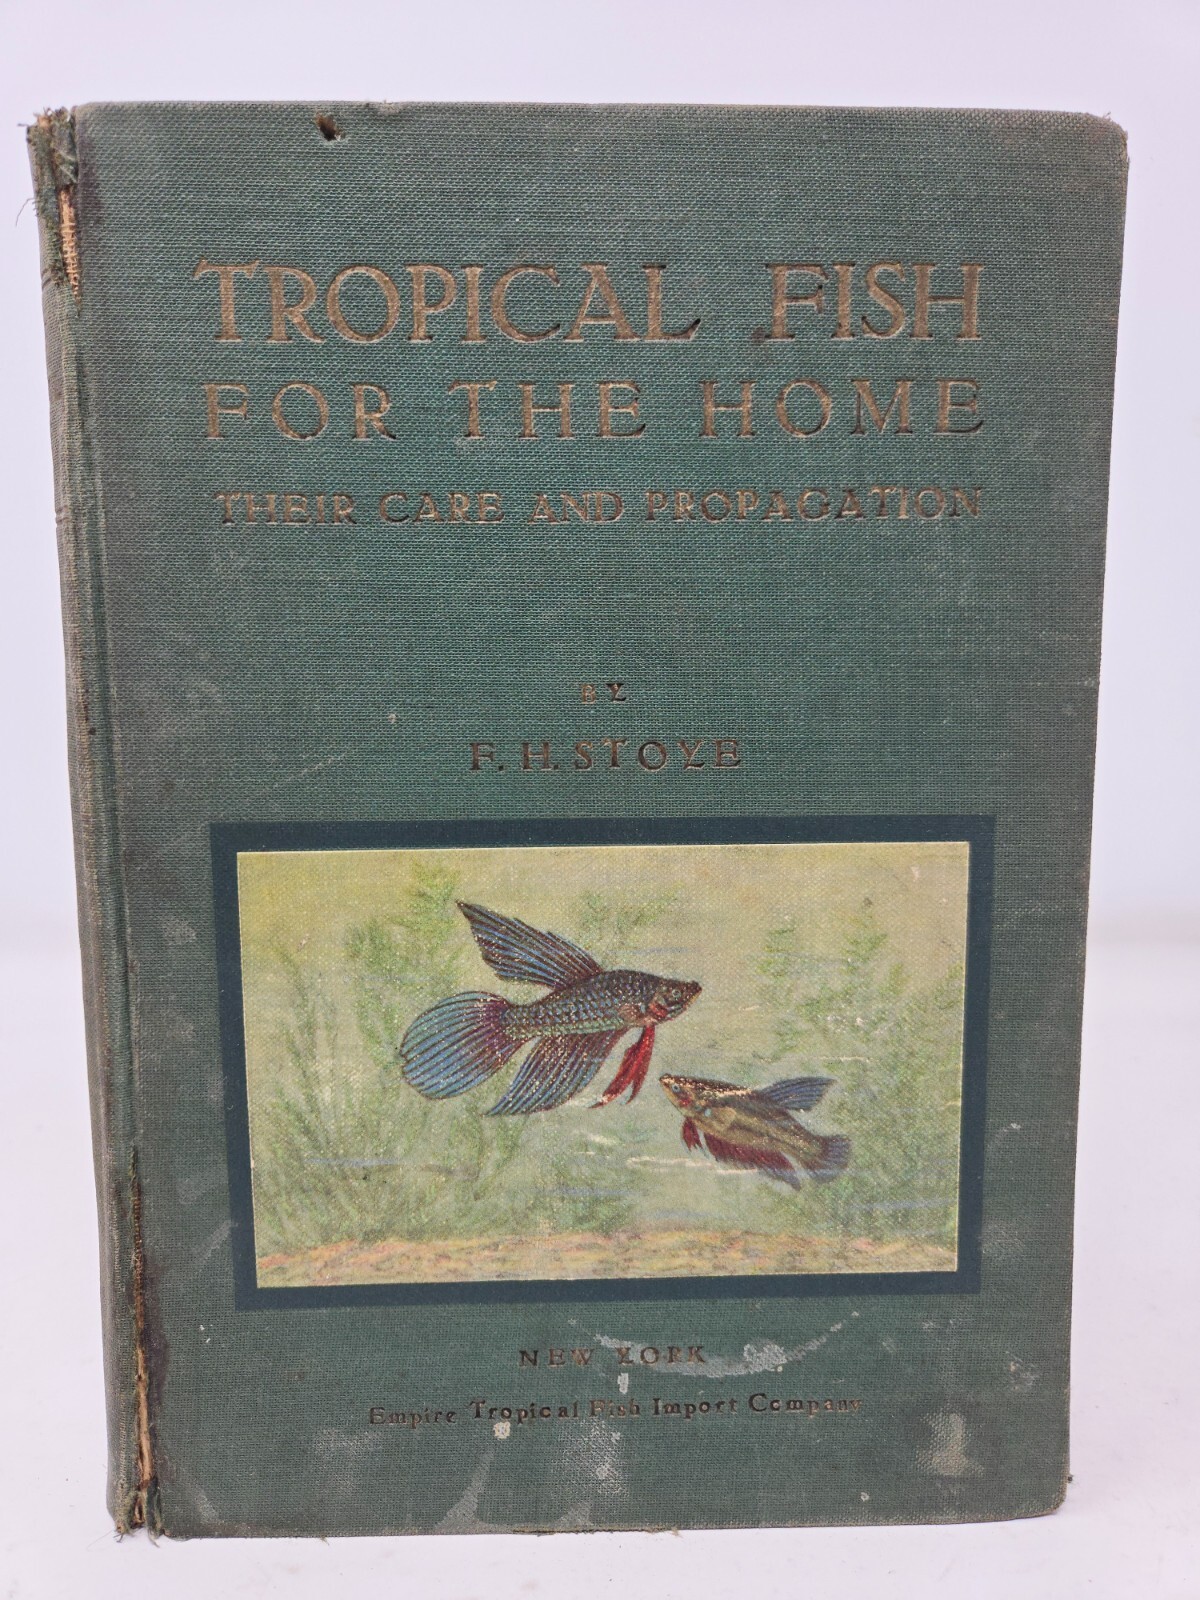 TROPICAL FISH
FOR THE HOME
THEIR CARE AND PROPAGATION
BY
F. H. STOYE
NEW YORK
Empire Tropical Fish Import Company